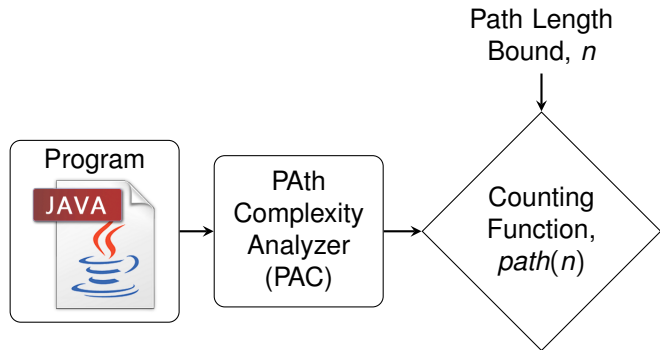 Path Length
Bound, n
Program
JAVA
PAth
Complexity
Analyzer
(PAC)
Counting
Function,
path(n)